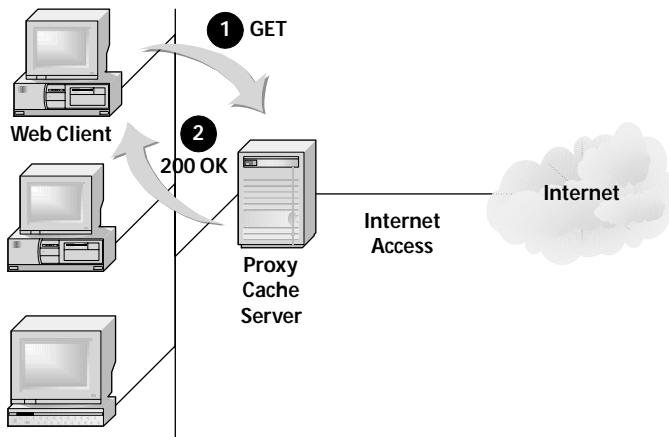 1 GET
Web Client
2
200 OK
Internet
Internet
Access
Proxy
Cache
Server